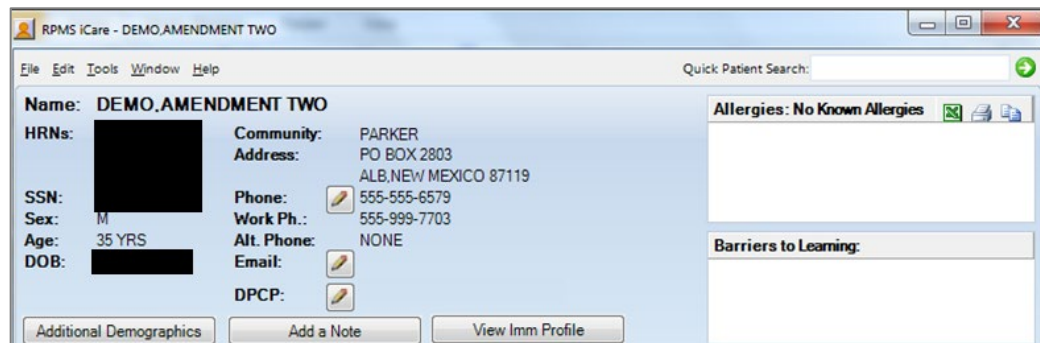 RPMS iCare - DEMO,AMENDMENT TWO
File Edit Tools Window Help
Quick Patient Search:
Name: DEMO,AMENDMENT TWO
HRNs:
SSN:
Sex: M
Age: 35 YRS
DOB:
Community: PARKER
Address: PO BOX 2803
ALB,NEW MEXICO 87119
Phone: 555-555-6579
Work Ph.: 555-999-7703
Alt. Phone: NONE
Email:
DPCP:
Additional Demographics
Add a Note
View Imm Profile
Allergies: No Known Allergies
Barriers to Learning: